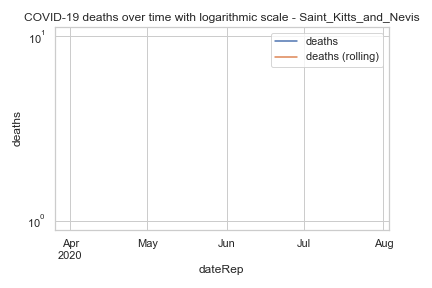 COVID-19 deaths over time with logarithmic scale - Saint_Kitts_and_Nevis
10¹
deaths
deaths (rolling)
deaths
10⁰
Apr
2020
May
Jun
Jul
Aug
dateRep